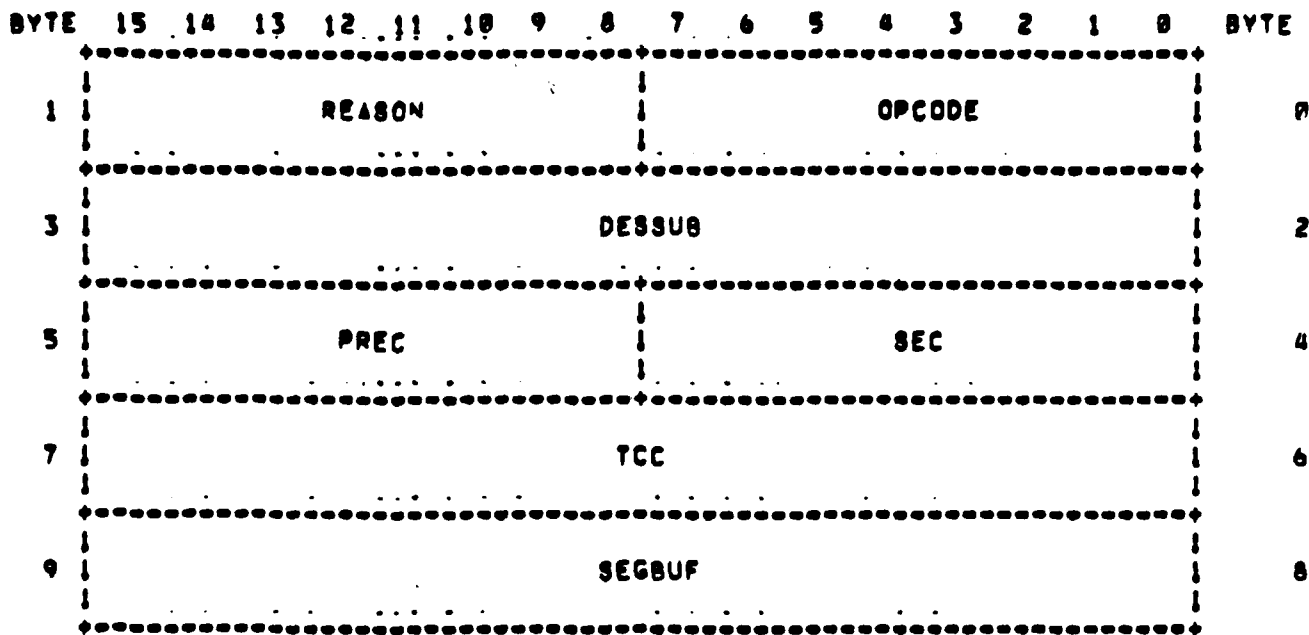 BYTE 15 14 13 12 11 10 9 8 7 6 5 4 3 2 1 0 BYTE
1 REASON OPCODE 0
3 DESSUB 2
5 PREC SEC 4
7 TCC 6
9 SEGBUF 8